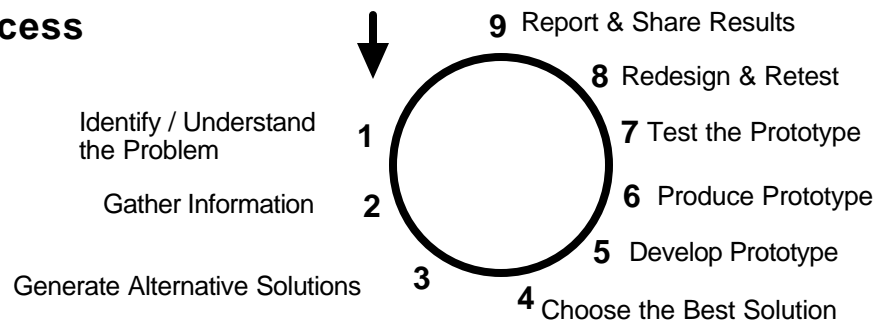 cess
1 Identify / Understand
the Problem
2 Gather Information
3 Generate Alternative Solutions
4 Choose the Best Solution
5 Develop Prototype
6 Produce Prototype
7 Test the Prototype
8 Redesign & Retest
9 Report & Share Results